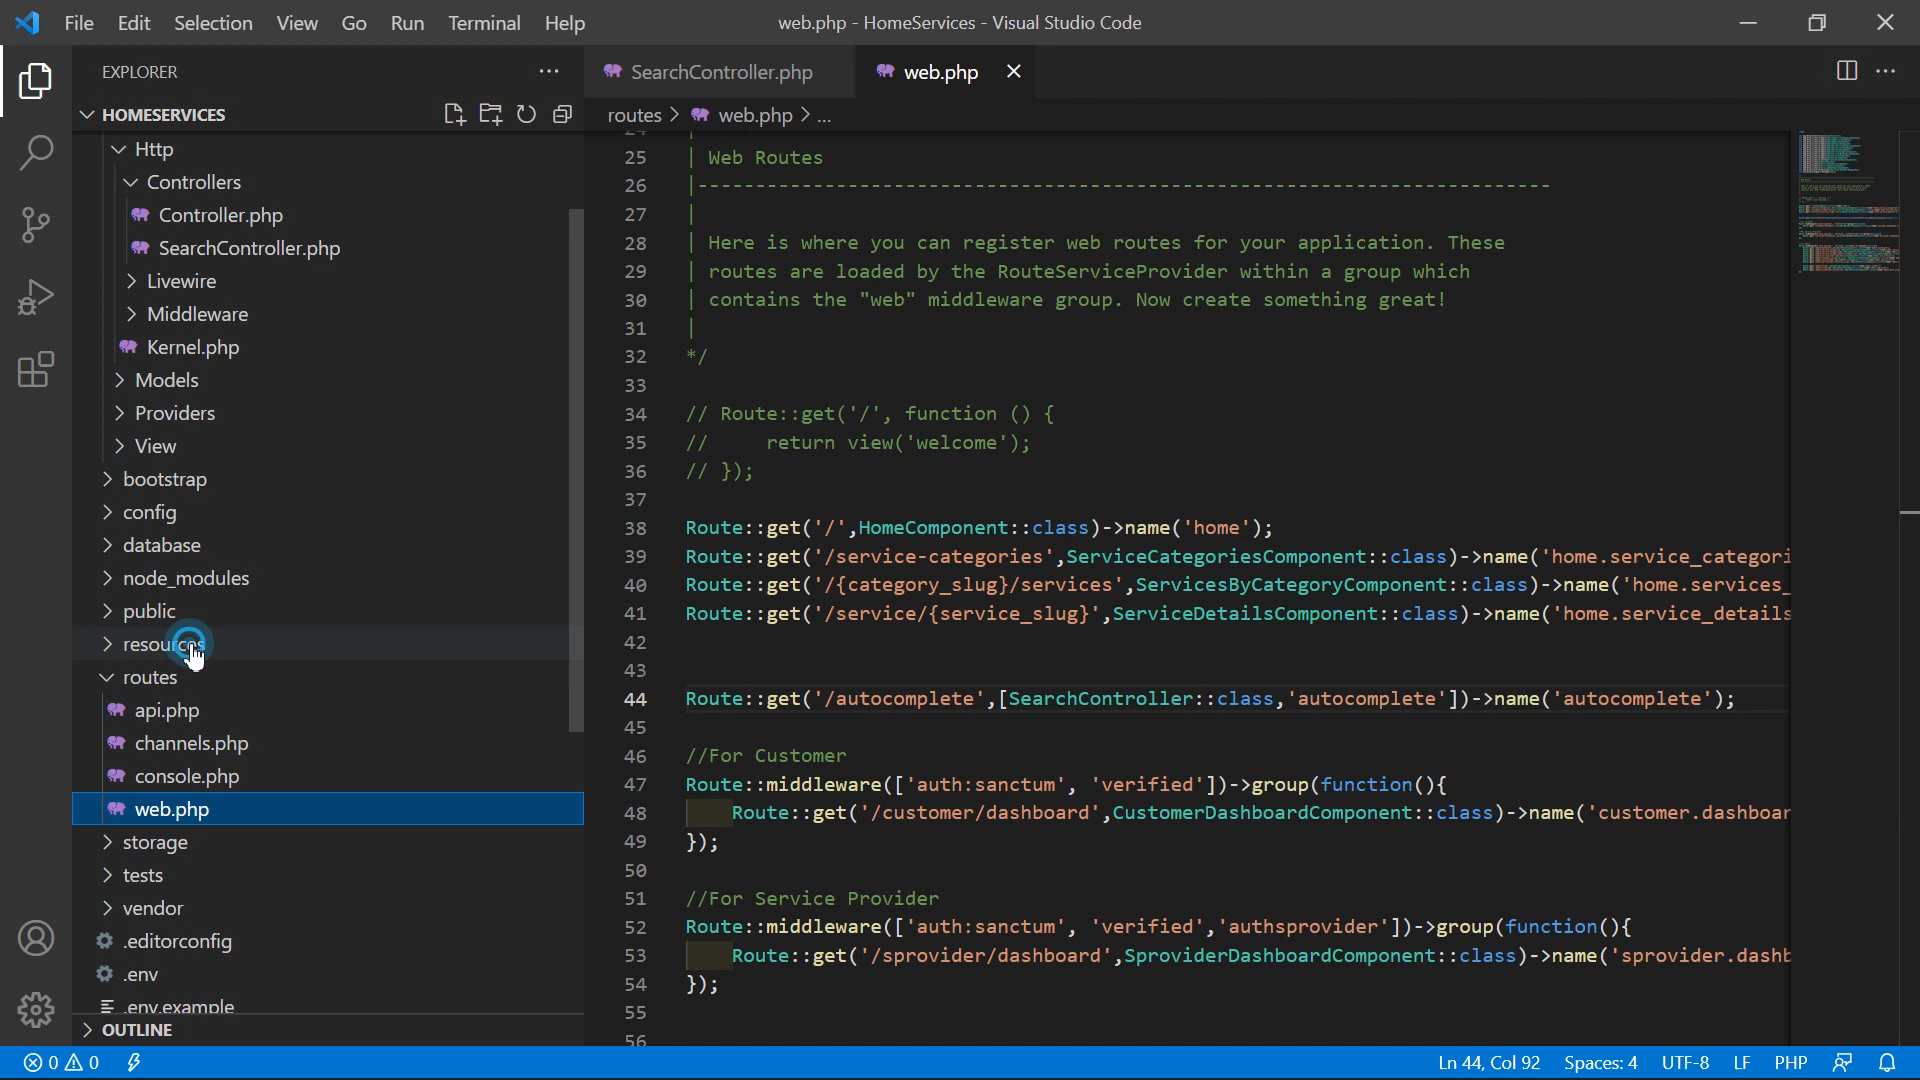 File Edit Selection View Go Run Terminal Help
web.php - HomeServices - Visual Studio Code
EXPLORER
HOMESERVICES
Http
Controllers
Controller.php
SearchController.php
Livewire
Middleware
Kernel.php
Models
Providers
View
bootstrap
config
database
node_modules
public
resources
routes
api.php
channels.php
console.php
web.php
storage
tests
vendor
.editorconfig
.env
.env.example
OUTLINE
SearchController.php web.php
routes > web.php > ...
24 |
25 | Web Routes
26 |--------------------------------------------------------------------------
27 |
28 | Here is where you can register web routes for your application. These
29 | routes are loaded by the RouteServiceProvider within a group which
30 | contains the "web" middleware group. Now create something great!
31 |
32 */
33
34 // Route::get('/', function () {
35 //     return view('welcome');
36 // });
37
38 Route::get('/',HomeComponent::class)->name('home');
39 Route::get('/service-categories',ServiceCategoriesComponent::class)->name('home.service_categori
40 Route::get('/{category_slug}/services',ServicesByCategoryComponent::class)->name('home.services_
41 Route::get('/service/{service_slug}',ServiceDetailsComponent::class)->name('home.service_details
42
43
44 Route::get('/autocomplete',[SearchController::class,'autocomplete'])->name('autocomplete');
45
46 //For Customer
47 Route::middleware(['auth:sanctum', 'verified'])->group(function(){
48     Route::get('/customer/dashboard',CustomerDashboardComponent::class)->name('customer.dashboar
49 });
50
51 //For Service Provider
52 Route::middleware(['auth:sanctum', 'verified','authsprovider'])->group(function(){
53     Route::get('/sprovider/dashboard',SproviderDashboardComponent::class)->name('sprovider.dashb
54 });
55
56
0 0
Ln 44, Col 92 Spaces: 4 UTF-8 LF PHP